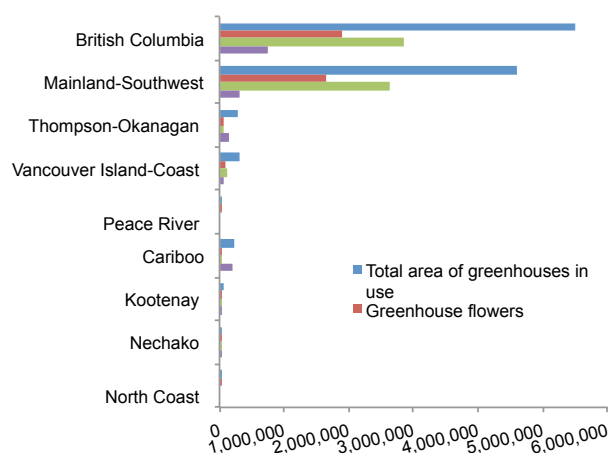 British Columbia
Mainland-Southwest
Thompson-Okanagan
Vancouver Island-Coast
Peace River
Cariboo
Total area of greenhouses in
use
Greenhouse flowers
Kootenay
Nechako
North Coast
0
1,000,000
2,000,000
3,000,000
4,000,000
5,000,000
6,000,000